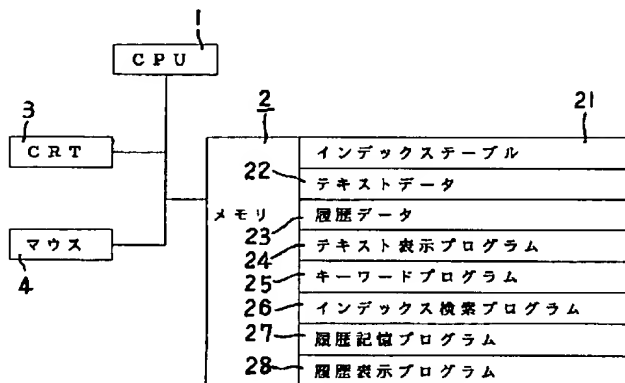 1
CPU
3
CRT
マウス
4
2
メモリ
21
インデックステーブル
22
テキストデータ
23
履歴データ
24
テキスト表示プログラム
25
キーワードプログラム
26
インデックス検索プログラム
27
履歴記憶プログラム
28
履歴表示プログラム